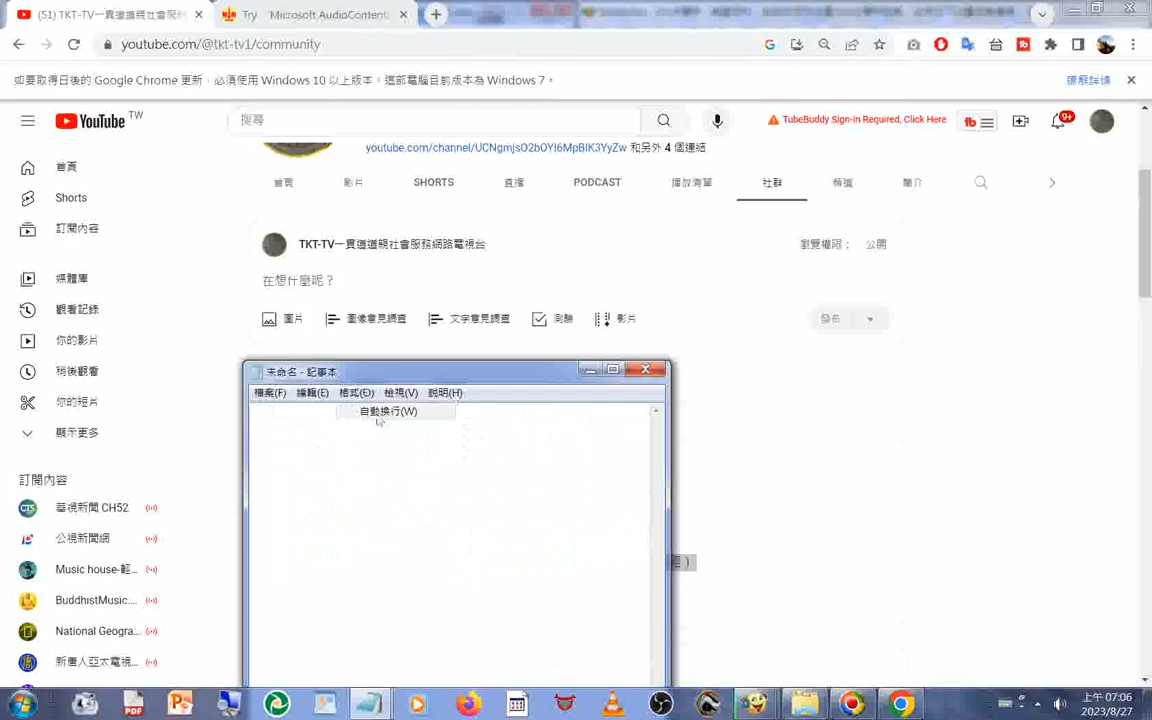 (51) TKT-TV一貫道道親社會服務
Try Microsoft AudioContent
youtube.com/@tkt-tv1/community
如要取得日後的 Google Chrome 更新，必須使用 Windows 10 以上版本。這部電腦目前版本為 Windows 7。
瞭解詳情
YouTube TW
搜尋
TubeBuddy Sign-in Required, Click Here
9+
youtube.com/channel/UCNgmjsO2bOYI6MpBIK3YyZw 和另外 4 個連結
首頁 影片 SHORTS 直播 PODCAST 播放清單 社群 頻道 簡介
首頁
Shorts
訂閱內容
媒體庫
觀看記錄
你的影片
稍後觀看
你的短片
顯示更多
訂閱內容
華視新聞 CH52
公視新聞網
Music house-輕...
BuddhistMusic....
National Geogra...
新唐人亞太電視...
TKT-TV一貫道道親社會服務網路電視台
瀏覽權限： 公開
在想什麼呢？
圖片 圖像意見調查 文字意見調查 測驗 影片
發布
未命名 - 記事本
檔案(F) 編輯(E) 格式(O) 檢視(V) 說明(H)
自動換行(W)
PDF
上午 07:06
2023/8/27